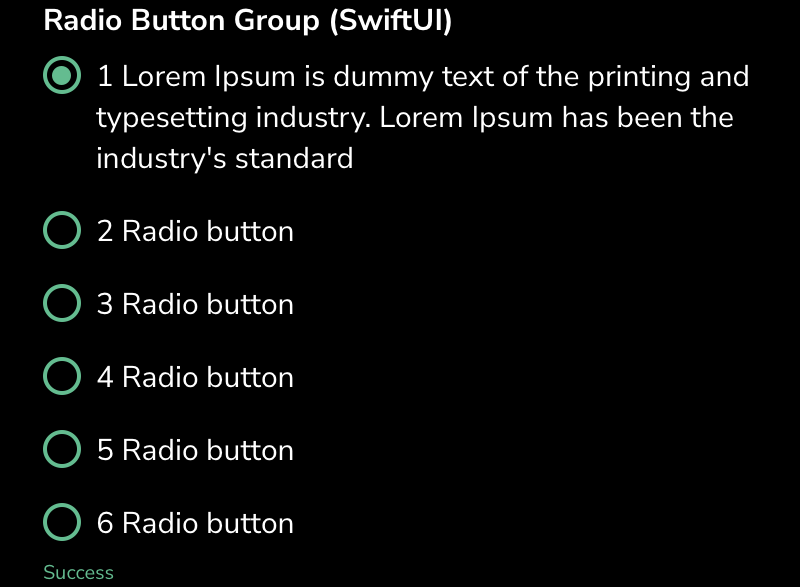 Radio Button Group (SwiftUI)
1 Lorem Ipsum is dummy text of the printing and
typesetting industry. Lorem Ipsum has been the
industry's standard
2 Radio button
3 Radio button
4 Radio button
5 Radio button
6 Radio button
Success